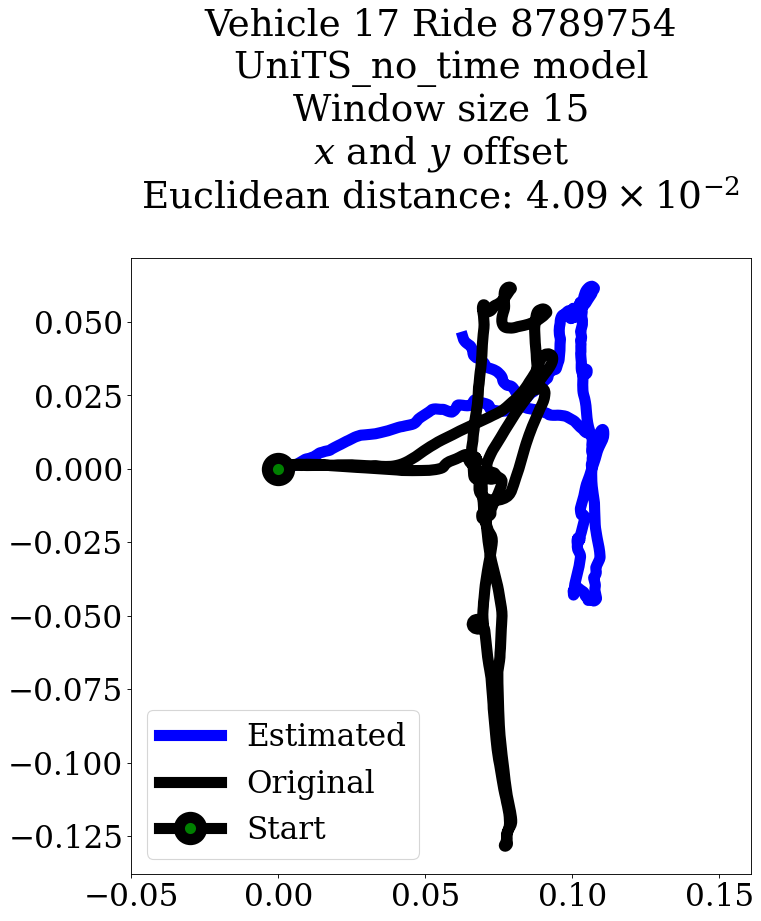 Vehicle 17 Ride 8789754
UniTS_no_time model
Window size 15
x and y offset
Euclidean distance: 4.09 × 10⁻²
0.050
0.025
0.000
−0.025
−0.050
−0.075
−0.100
−0.125
Estimated
Original
Start
−0.05 0.00 0.05 0.10 0.15